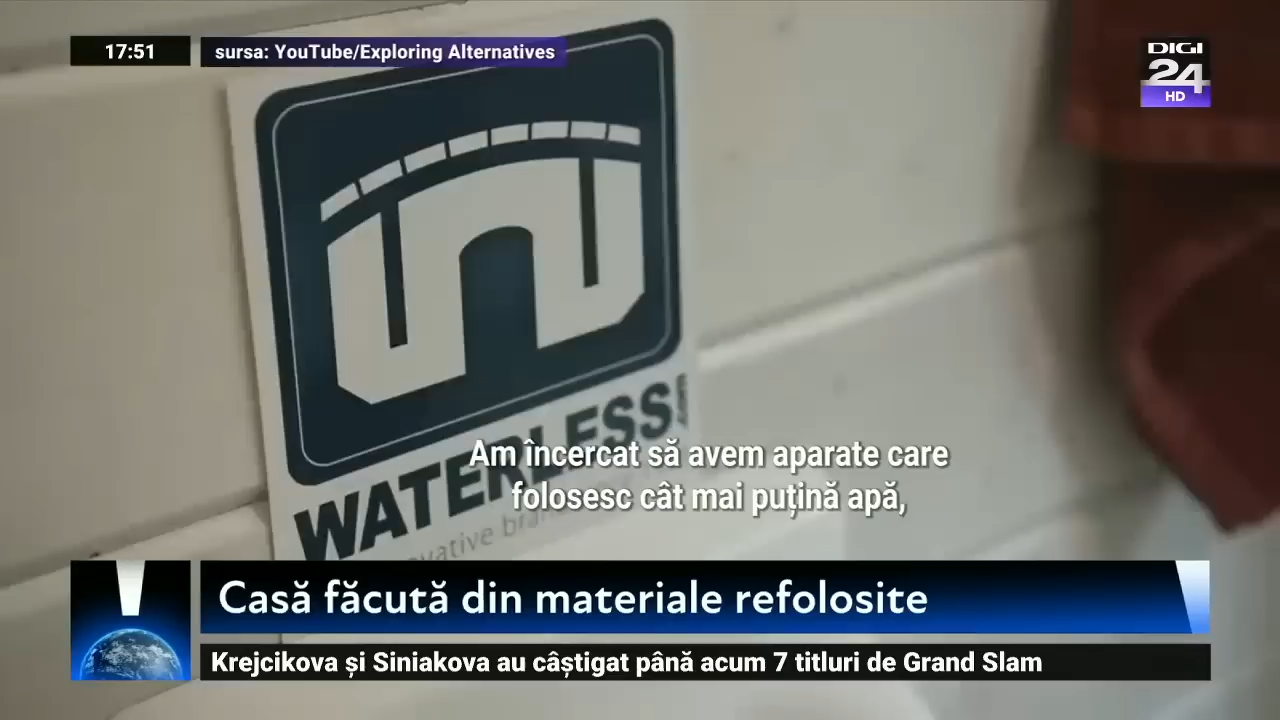 17:51
sursa: YouTube/Exploring Alternatives
DIGI
24
HD
WATERLESS
Am încercat să avem aparate care
folosesc cât mai puțină apă,
Casă făcută din materiale refolosite
Krejcikova și Siniakova au câștigat până acum 7 titluri de Grand Slam